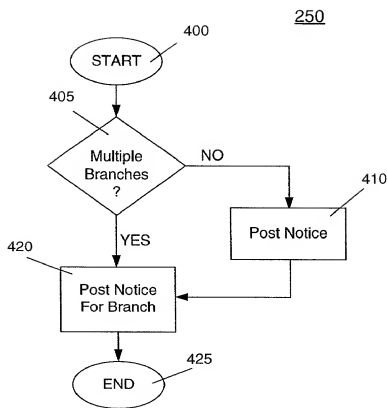 250
400
START
405
Multiple
Branches
?
NO
410
Post Notice
YES
420
Post Notice
For Branch
425
END